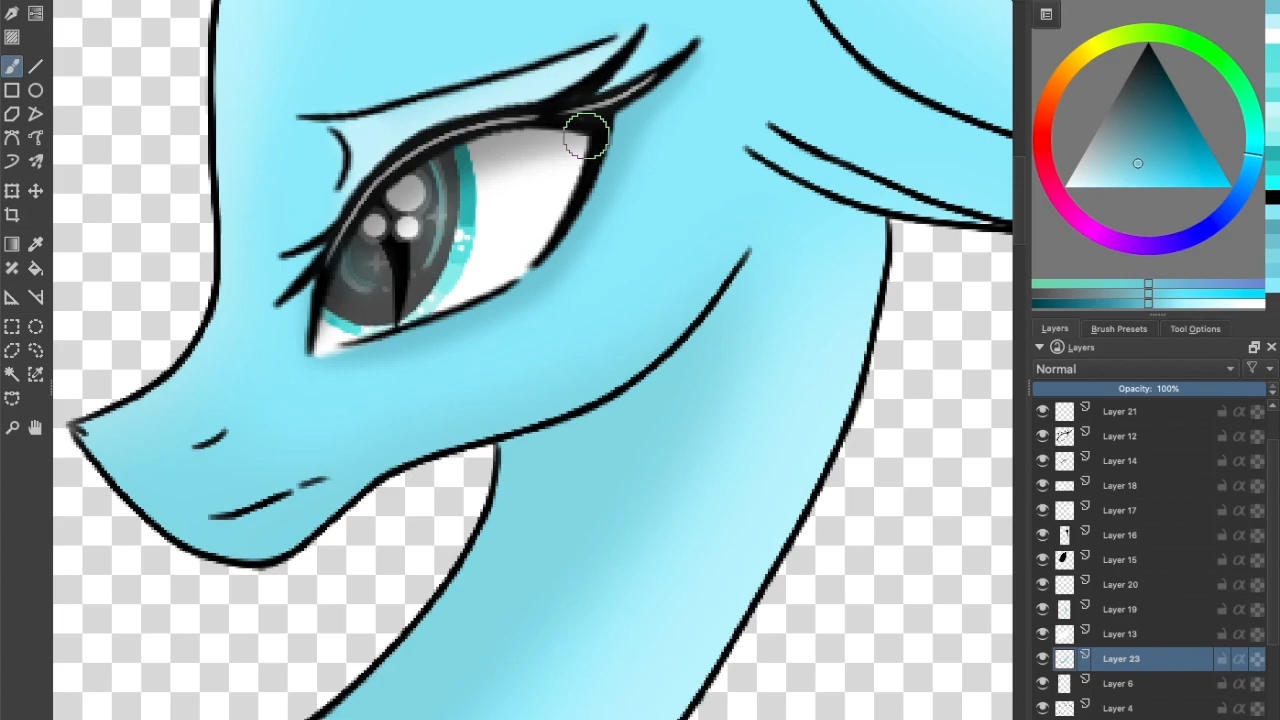 Layers
Brush Presets
Tool Options
Layers
Normal
Opacity: 100%
Layer 21
Layer 12
Layer 14
Layer 18
Layer 17
Layer 16
Layer 15
Layer 20
Layer 19
Layer 13
Layer 23
Layer 6
Layer 4